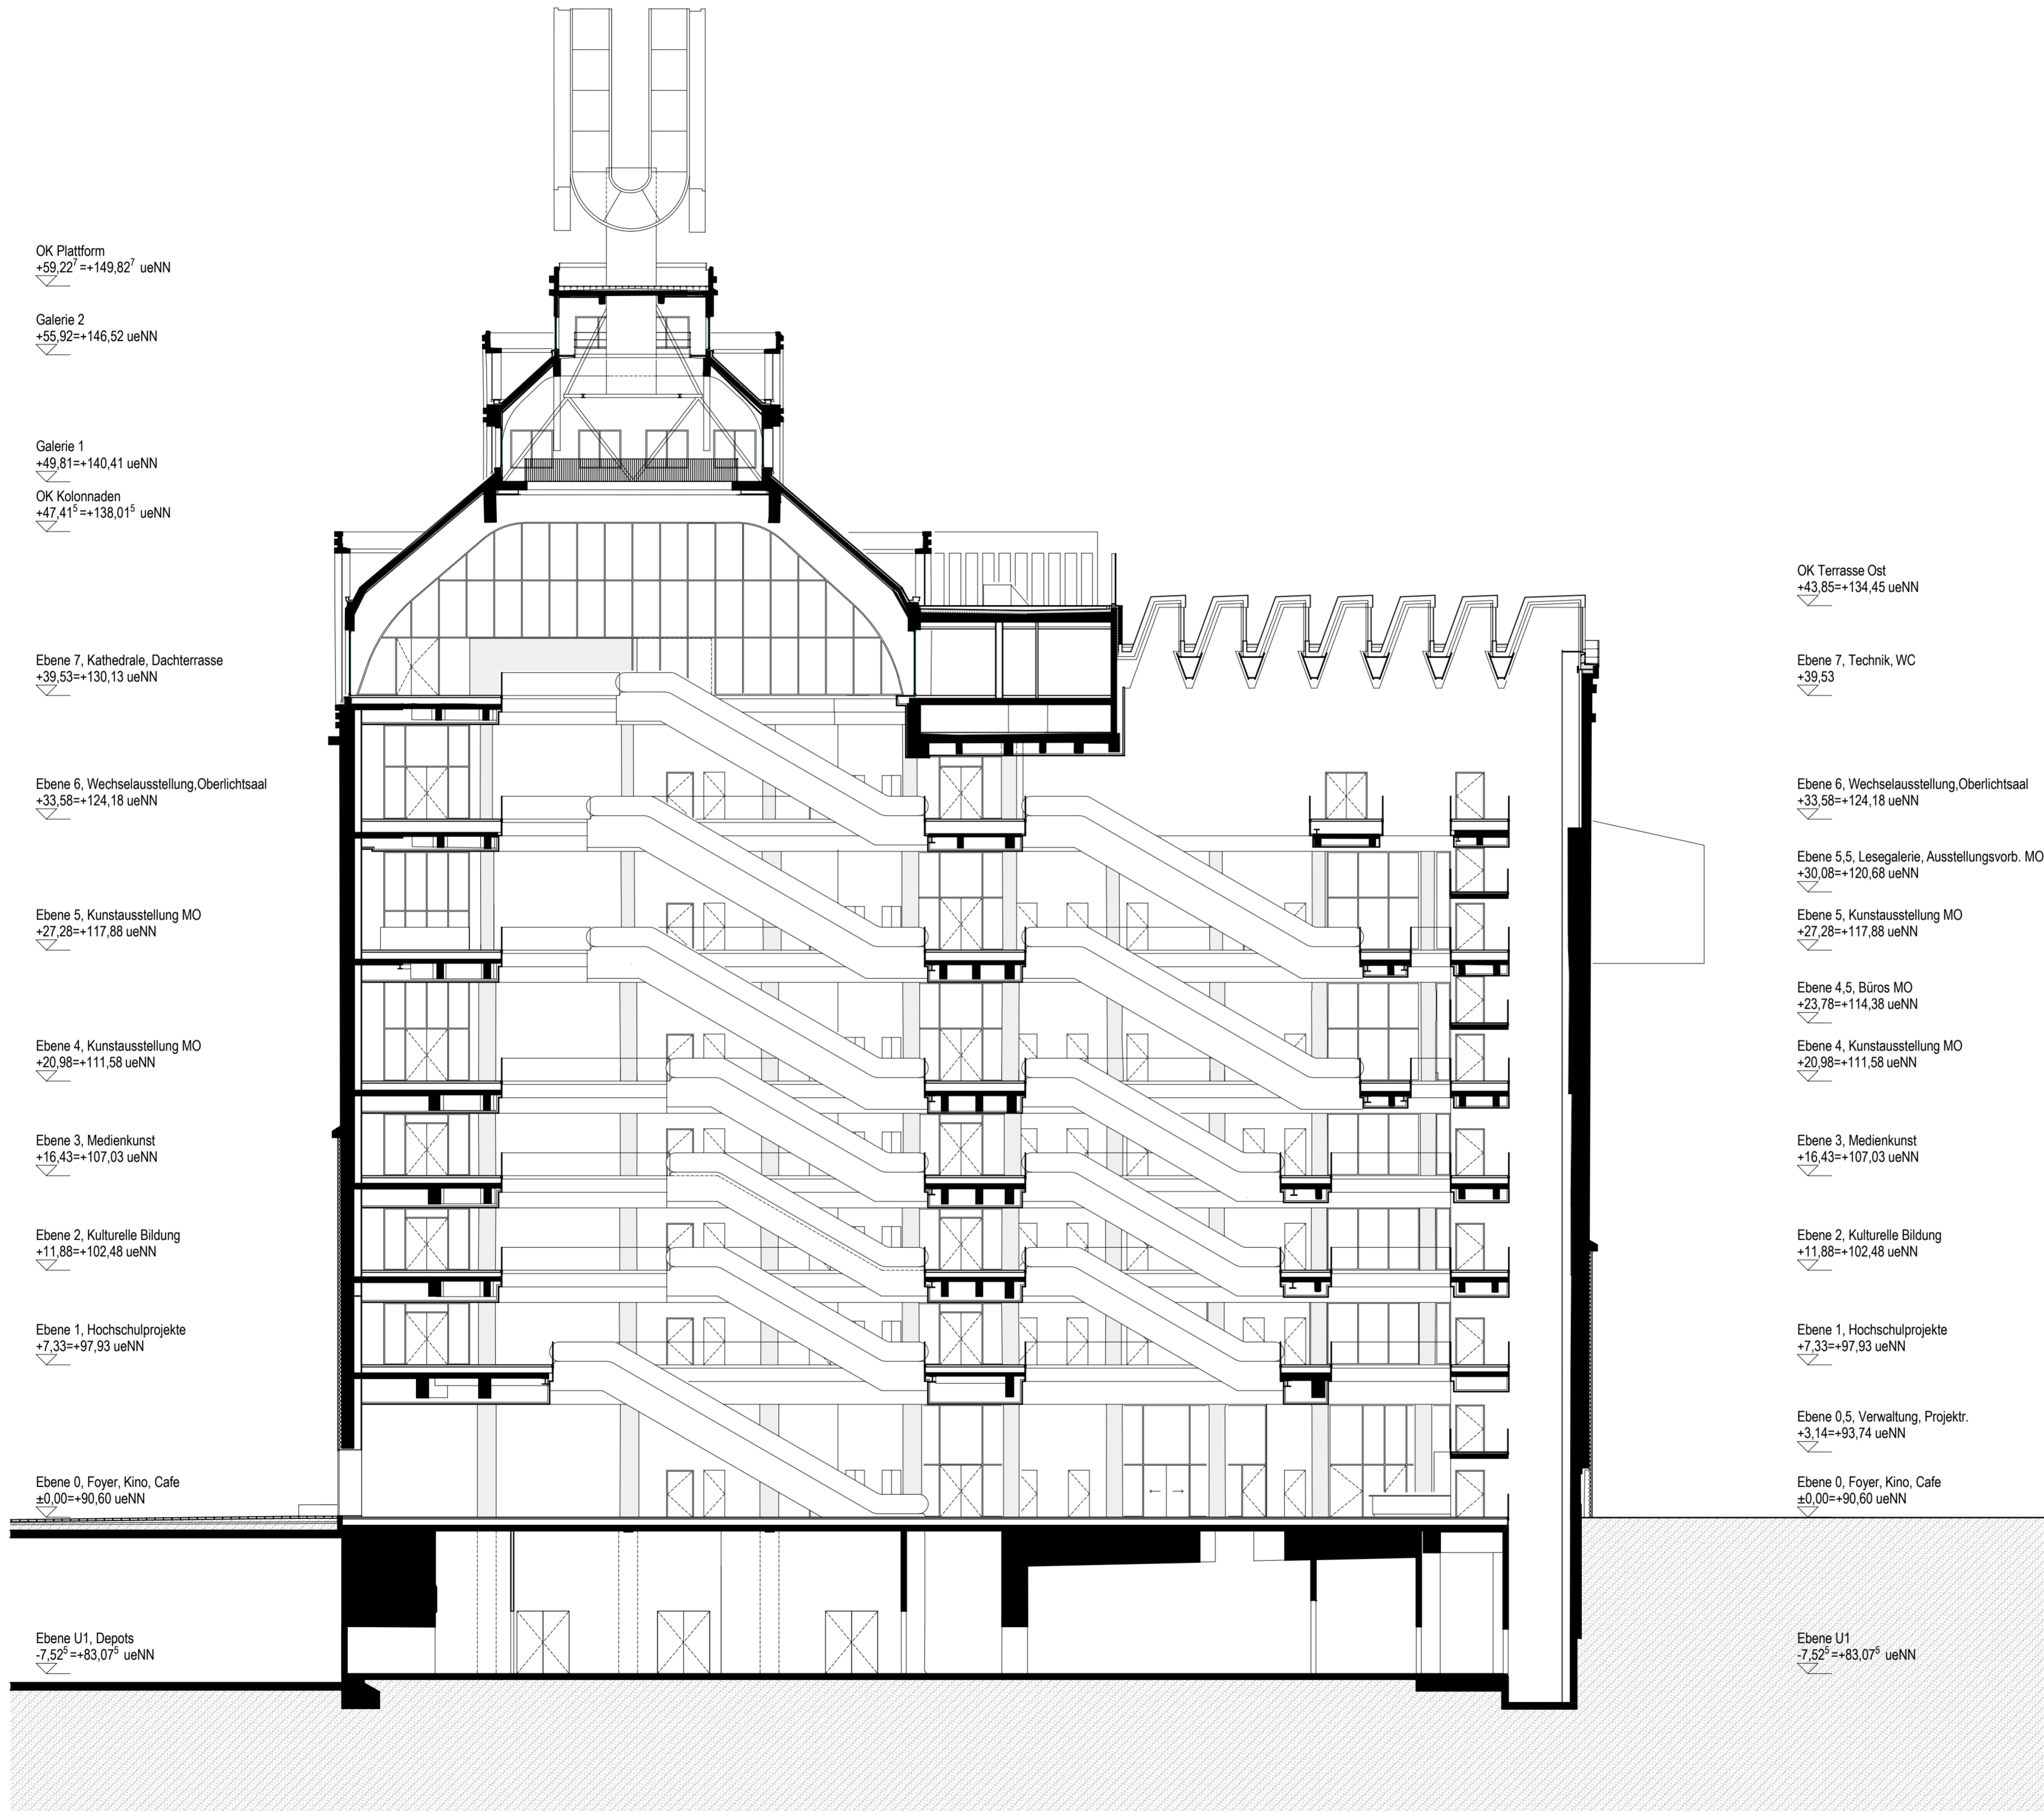 OK Plattform
+59,22⁷ =+149,82⁷ ueNN
Galerie 2
+55,92=+146,52 ueNN
Galerie 1
+49,81=+140,41 ueNN
OK Kolonnaden
+47,41⁵ =+138,01⁵ ueNN
Ebene 7, Kathedrale, Dachterrasse
+39,53=+130,13 ueNN
Ebene 6, Wechselausstellung,Oberlichtsaal
+33,58=+124,18 ueNN
Ebene 5, Kunstausstellung MO
+27,28=+117,88 ueNN
Ebene 4, Kunstausstellung MO
+20,98=+111,58 ueNN
Ebene 3, Medienkunst
+16,43=+107,03 ueNN
Ebene 2, Kulturelle Bildung
+11,88=+102,48 ueNN
Ebene 1, Hochschulprojekte
+7,33=+97,93 ueNN
Ebene 0, Foyer, Kino, Cafe
±0,00=+90,60 ueNN
Ebene U1, Depots
-7,52⁵ =+83,07⁵ ueNN
OK Terrasse Ost
+43,85=+134,45 ueNN
Ebene 7, Technik, WC
+39,53
Ebene 6, Wechselausstellung,Oberlichtsaal
+33,58=+124,18 ueNN
Ebene 5,5, Lesegalerie, Ausstellungsvorb. MO
+30,08=+120,68 ueNN
Ebene 5, Kunstausstellung MO
+27,28=+117,88 ueNN
Ebene 4,5, Büros MO
+23,78=+114,38 ueNN
Ebene 4, Kunstausstellung MO
+20,98=+111,58 ueNN
Ebene 3, Medienkunst
+16,43=+107,03 ueNN
Ebene 2, Kulturelle Bildung
+11,88=+102,48 ueNN
Ebene 1, Hochschulprojekte
+7,33=+97,93 ueNN
Ebene 0,5, Verwaltung, Projektr.
+3,14=+93,74 ueNN
Ebene 0, Foyer, Kino, Cafe
±0,00=+90,60 ueNN
Ebene U1
-7,52⁵ =+83,07⁵ ueNN